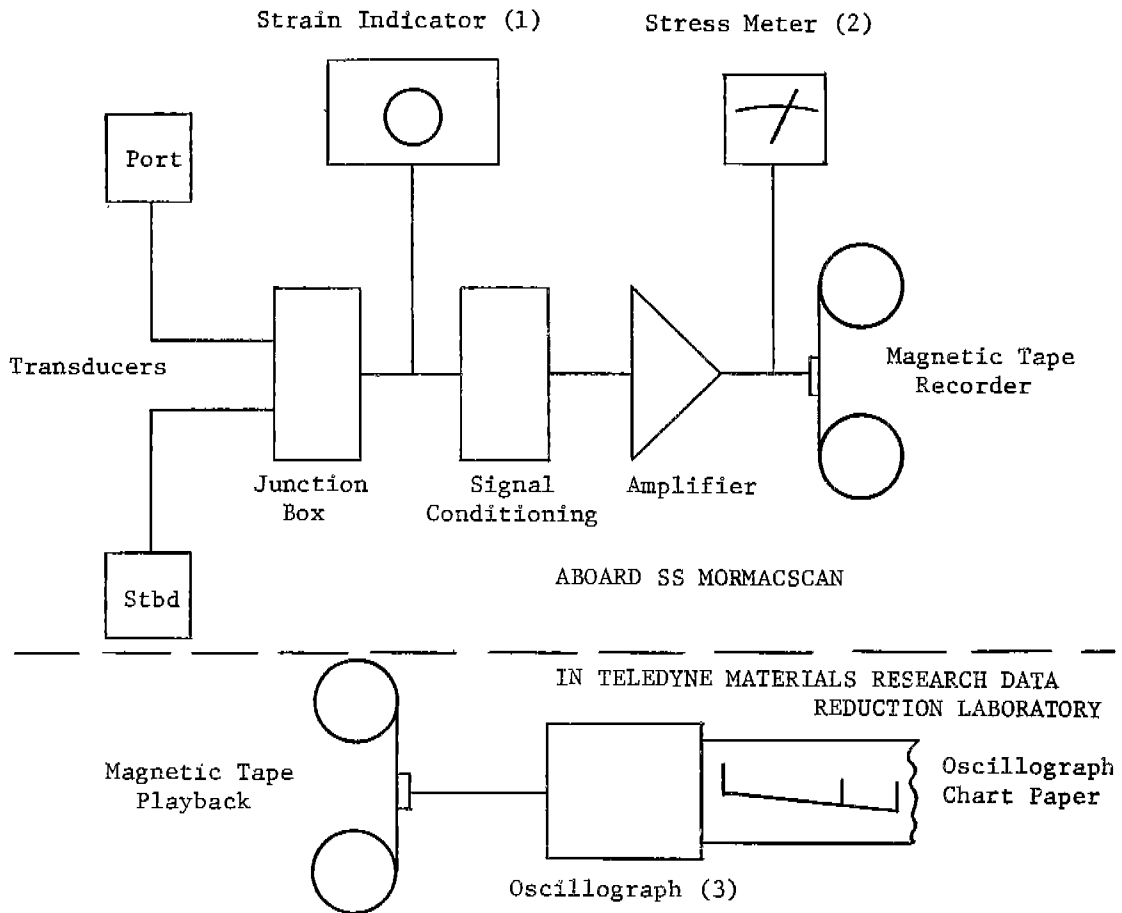 Strain Indicator (1)
Stress Meter (2)
Port
Transducers
Magnetic Tape
Recorder
Junction
Box
Signal
Conditioning
Amplifier
Stbd
ABOARD SS MORMACSCAN
IN TELEDYNE MATERIALS RESEARCH DATA
REDUCTION LABORATORY
Magnetic Tape
Playback
Oscillograph
Chart Paper
Oscillograph (3)